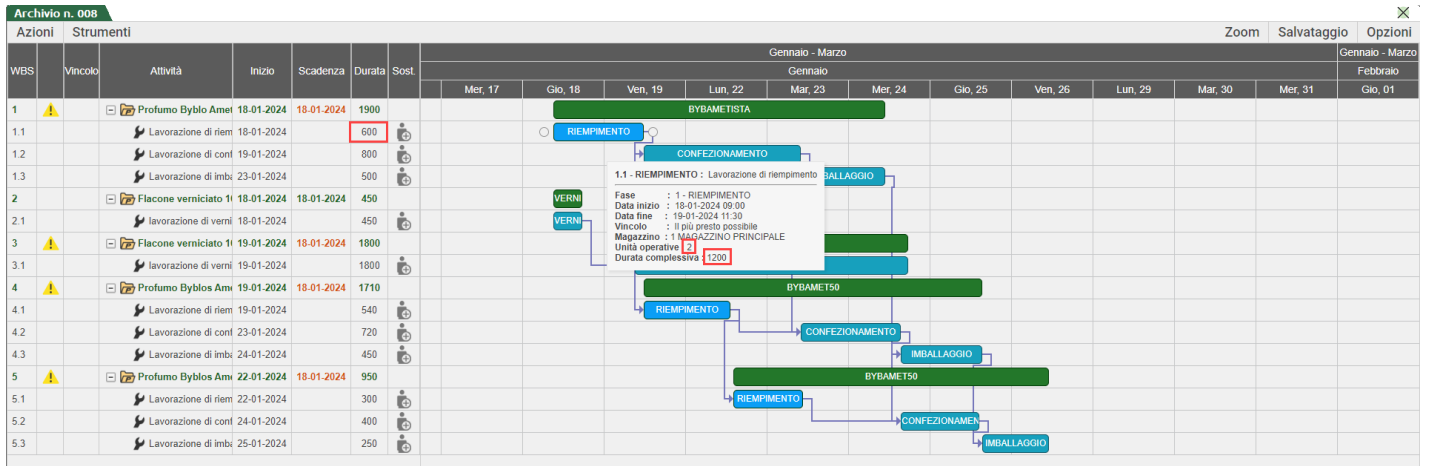 Archivio n. 008
Azioni Strumenti Zoom Salvataggio Opzioni
WBS Vincolo Attività Inizio Scadenza Durata Sost.
Gennaio - Marzo Gennaio - Marzo
Gennaio Febbraio
Mer, 17 Gio, 18 Ven, 19 Lun, 22 Mar, 23 Mer, 24 Gio, 25 Ven, 26 Lun, 29 Mar, 30 Mer, 31 Gio, 01
1 Profumo Byblo Amet 18-01-2024 18-01-2024 1900 BYBAMETISTA
1.1 Lavorazione di riem 18-01-2024 600 RIEMPIMENTO
1.2 Lavorazione di conf 19-01-2024 800 CONFEZIONAMENTO
1.3 Lavorazione di imba 23-01-2024 500 BALLAGGIO
2 Flacone verniciato 1 18-01-2024 18-01-2024 450 VERNI
2.1 lavorazione di verni 18-01-2024 450 VERNI
3 Flacone verniciato 1 19-01-2024 18-01-2024 1800
3.1 lavorazione di verni 19-01-2024 1800
4 Profumo Byblos Ame 19-01-2024 18-01-2024 1710 BYBAMET50
4.1 Lavorazione di riem 19-01-2024 540 RIEMPIMENTO
4.2 Lavorazione di conf 23-01-2024 720 CONFEZIONAMENTO
4.3 Lavorazione di imba 24-01-2024 450 IMBALLAGGIO
5 Profumo Byblos Ame 22-01-2024 18-01-2024 950 BYBAMET50
5.1 Lavorazione di riem 22-01-2024 300 RIEMPIMENTO
5.2 Lavorazione di conf 24-01-2024 400 CONFEZIONAMEN
5.3 Lavorazione di imba 25-01-2024 250 IMBALLAGGIO
1.1 - RIEMPIMENTO : Lavorazione di riempimento
Fase : 1 - RIEMPIMENTO
Data inizio : 18-01-2024 09:00
Data fine : 19-01-2024 11:30
Vincolo : Il più presto possibile
Magazzino : 1 MAGAZZINO PRINCIPALE
Unità operative 2
Durata complessiva : 1200